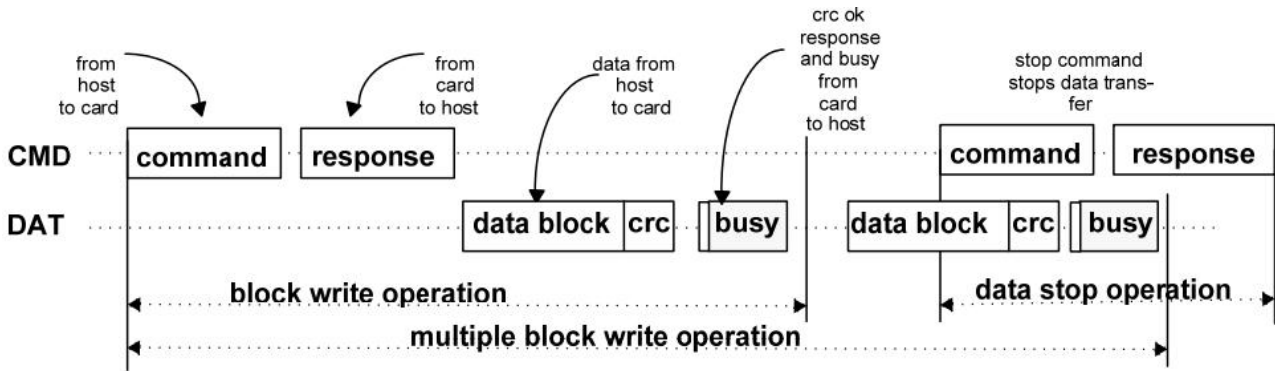 from
host
to card
from
card
to host
data from
host
to card
crc ok
response
and busy
from
card
to host
stop command
stops data trans-
fer
CMD
command
response
command
response
DAT
data block
crc
busy
data block
crc
busy
block write operation
data stop operation
multiple block write operation